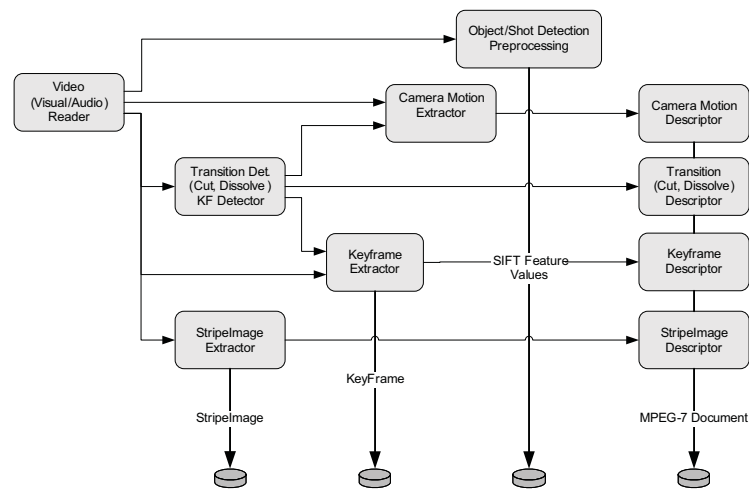 Object/Shot Detection
Preprocessing
Video
(Visual/Audio)
Reader
Camera Motion
Extractor
Camera Motion
Descriptor
Transition Det.
(Cut, Dissolve)
KF Detector
Transition
(Cut, Dissolve)
Descriptor
Keyframe
Extractor
SIFT Feature
Values
Keyframe
Descriptor
StripeImage
Extractor
StripeImage
Descriptor
KeyFrame
StripeImage
MPEG-7 Document